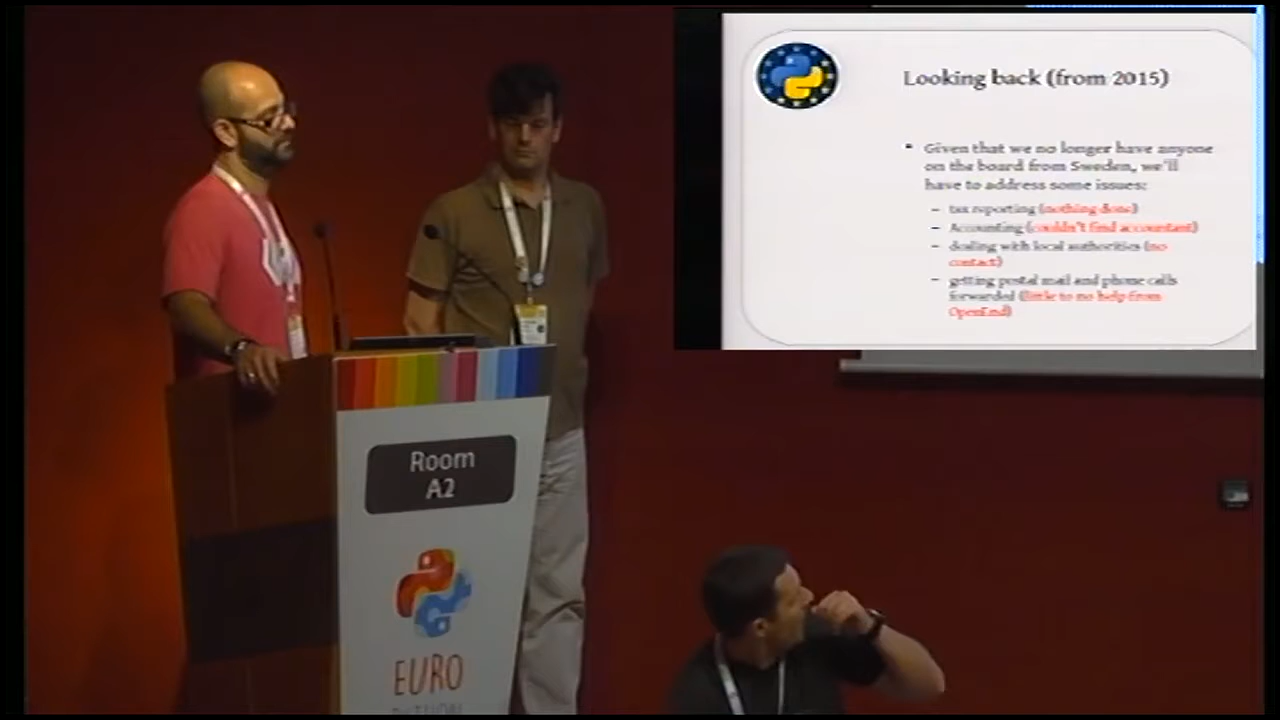 Looking back (from 2015)
Given that we no longer have anyone
on the board from Sweden, we'll
have to address some issues:
– tax reporting (nothing done)
– Accounting (couldn't find accountant)
– dealing with local authorities (no
contact)
– getting postal mail and phone calls
forwarded (little to no help from
OpenEnd)
Room
A2
EURO
PYTHON